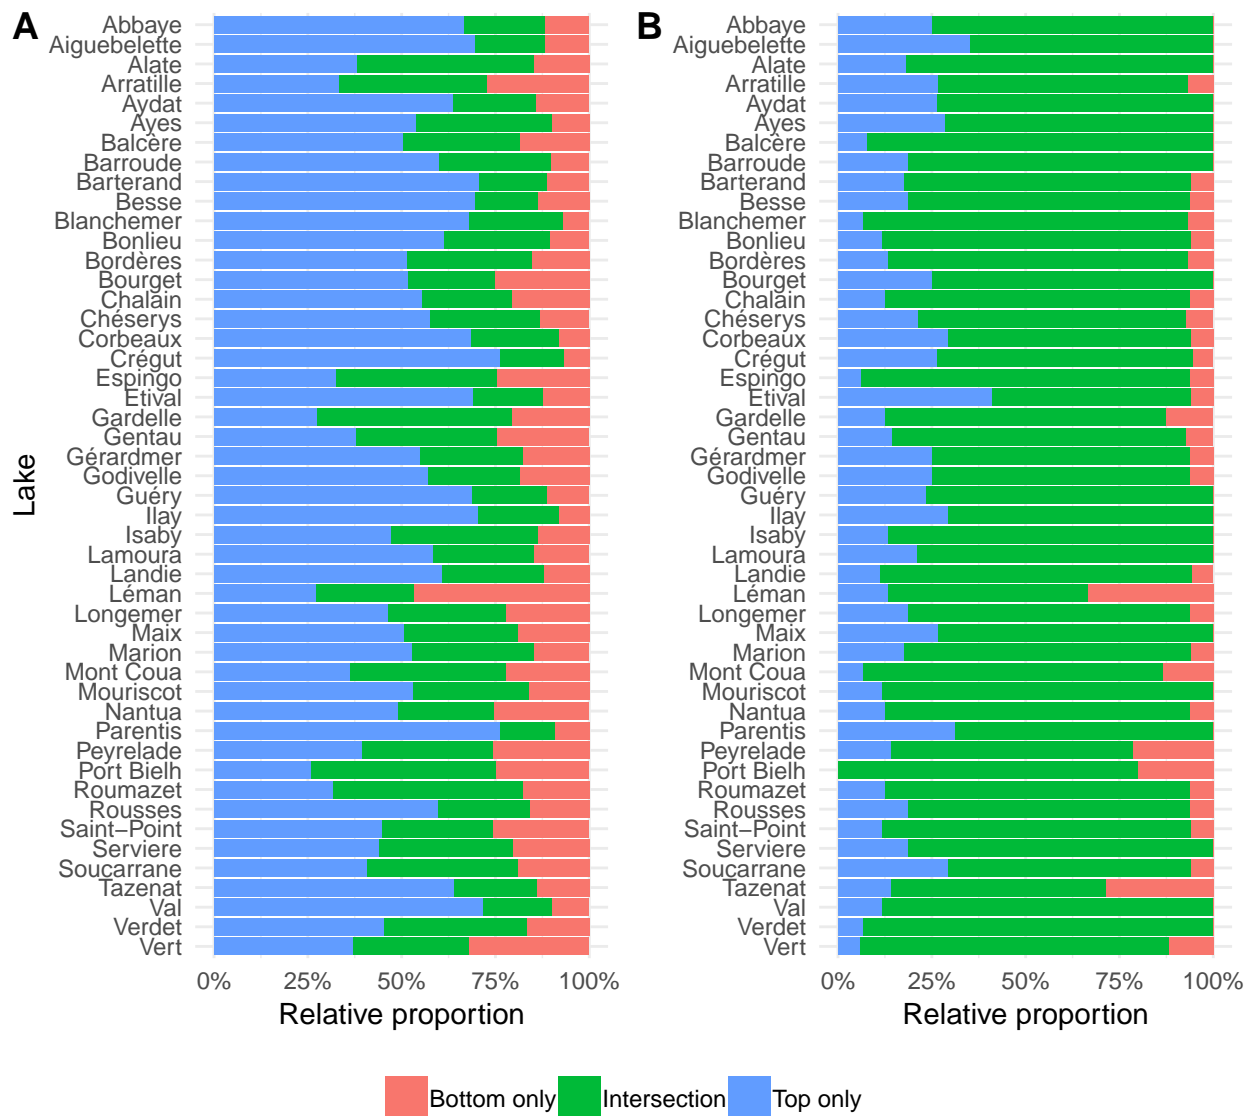 A
B
Lake
Abbaye
Aiguebelette
Alate
Arratille
Aydat
Ayes
Balcère
Barroude
Barterand
Besse
Blanchemer
Bonlieu
Bordères
Bourget
Chalain
Chéserys
Corbeaux
Crégut
Espingo
Etival
Gardelle
Gentau
Gérardmer
Godivelle
Guéry
Ilay
Isaby
Lamoura
Landie
Léman
Longemer
Maix
Marion
Mont Coua
Mouriscot
Nantua
Parentis
Peyrelade
Port Bielh
Roumazet
Rousses
Saint−Point
Serviere
Soucarrane
Tazenat
Val
Verdet
Vert
0% 25% 50% 75% 100%
Relative proportion
Abbaye
Aiguebelette
Alate
Arratille
Aydat
Ayes
Balcère
Barroude
Barterand
Besse
Blanchemer
Bonlieu
Bordères
Bourget
Chalain
Chéserys
Corbeaux
Crégut
Espingo
Etival
Gardelle
Gentau
Gérardmer
Godivelle
Guéry
Ilay
Isaby
Lamoura
Landie
Léman
Longemer
Maix
Marion
Mont Coua
Mouriscot
Nantua
Parentis
Peyrelade
Port Bielh
Roumazet
Rousses
Saint−Point
Serviere
Soucarrane
Tazenat
Val
Verdet
Vert
0% 25% 50% 75% 100%
Relative proportion
Bottom only Intersection Top only